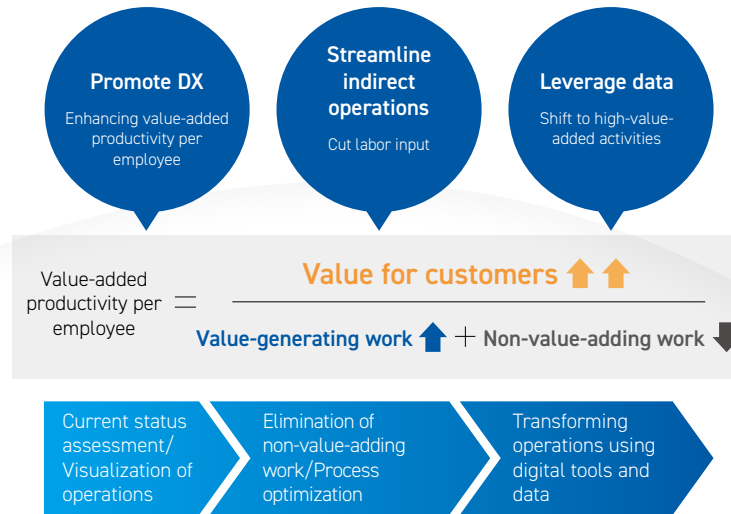 Promote DX
Enhancing value-added
productivity per
employee
Streamline
indirect
operations
Cut labor input
Leverage data
Shift to high-value-
added activities
Value-added
productivity per
employee
=
Value for customers
Value-generating work + Non-value-adding work
Current status
assessment/
Visualization of
operations
Elimination of
non-value-adding
work/Process
optimization
Transforming
operations using
digital tools and
data